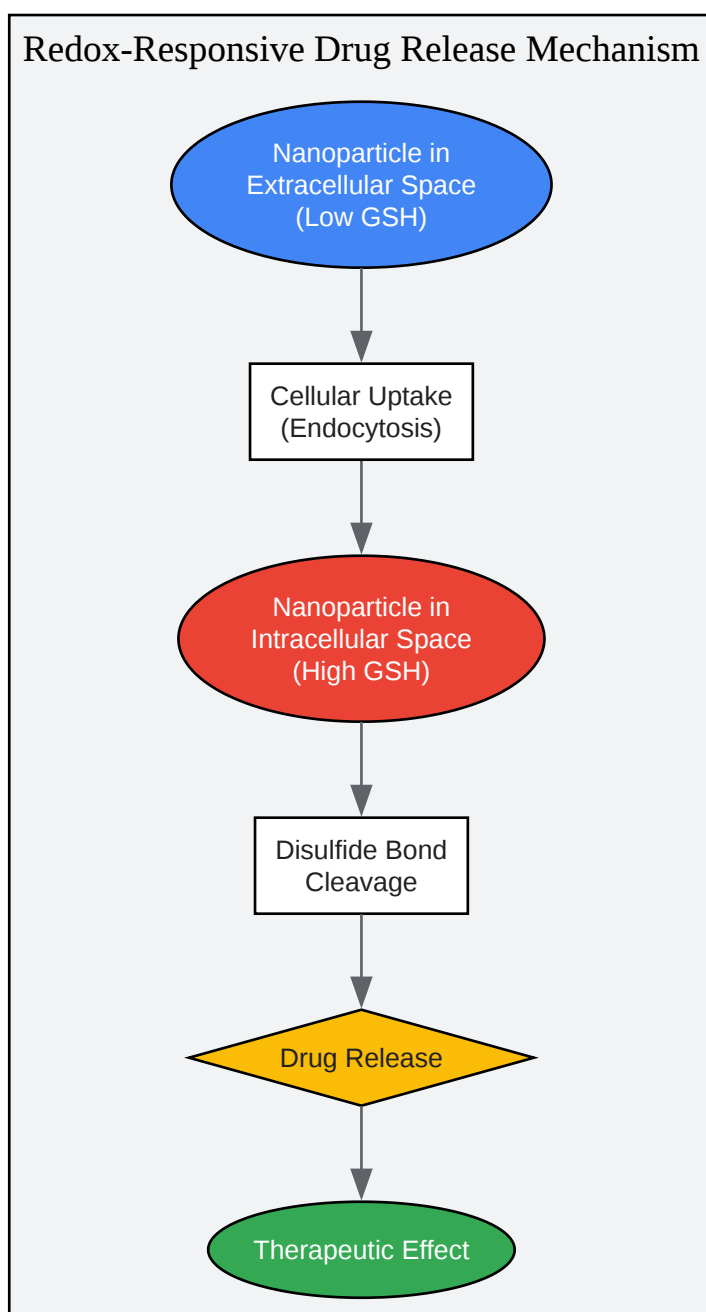 Redox-Responsive Drug Release Mechanism
Nanoparticle in
Extracellular Space
(Low GSH)
Cellular Uptake
(Endocytosis)
Nanoparticle in
Intracellular Space
(High GSH)
Disulfide Bond
Cleavage
Drug Release
Therapeutic Effect